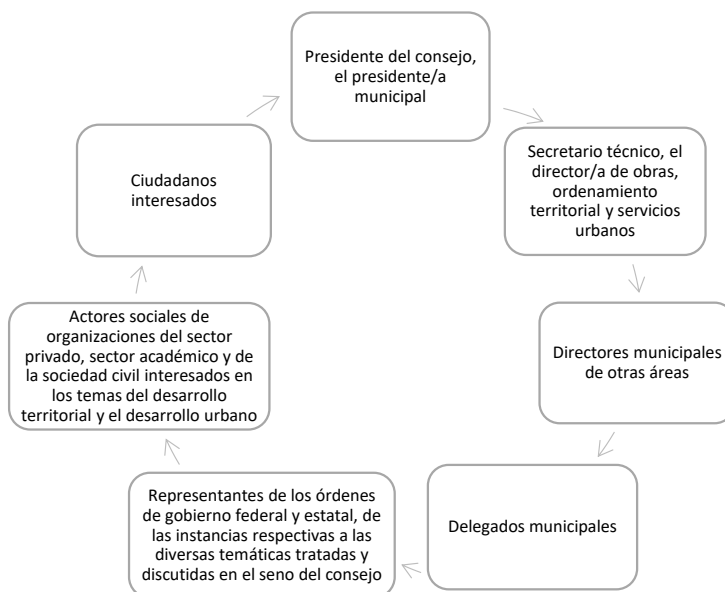 Presidente del consejo,
el presidente/a
municipal
Secretario técnico, el
director/a de obras,
ordenamiento
territorial y servicios
urbanos
Directores municipales
de otras áreas
Delegados municipales
Representantes de los órdenes
de gobierno federal y estatal, de
las instancias respectivas a las
diversas temáticas tratadas y
discutidas en el seno del consejo
Actores sociales de
organizaciones del sector
privado, sector académico y de
la sociedad civil interesados en
los temas del desarrollo
territorial y el desarrollo urbano
Ciudadanos
interesados